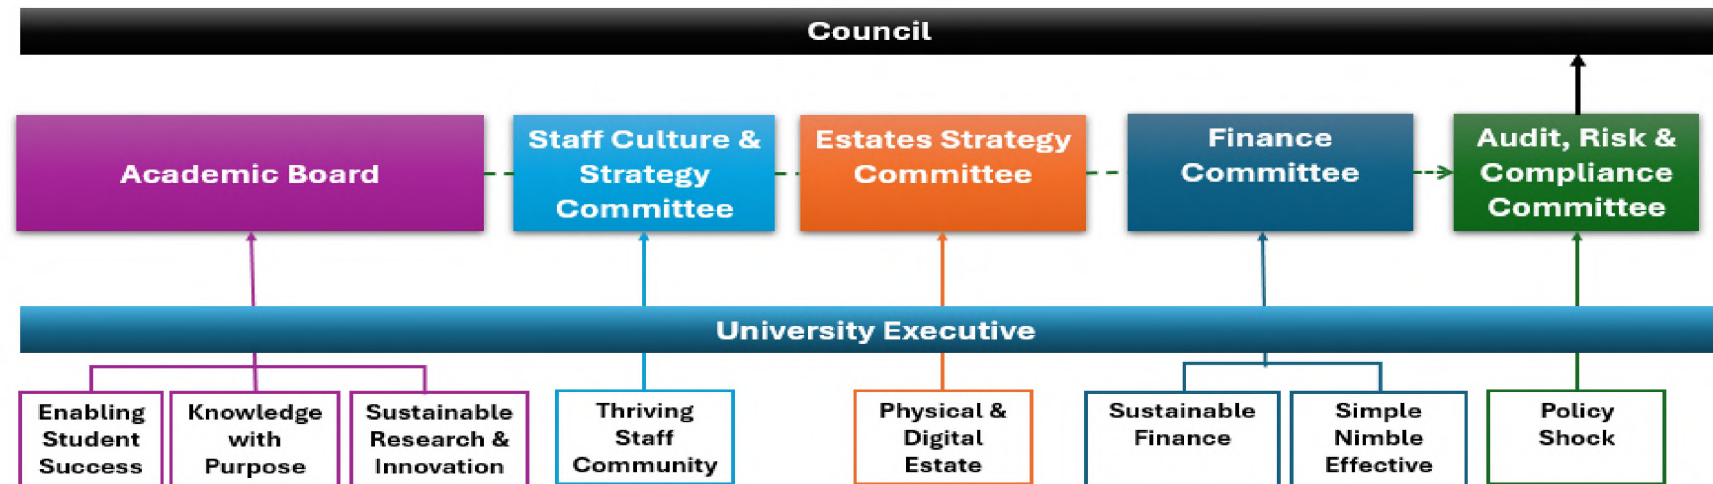 Council
Academic Board
Staff Culture &
Strategy
Committee
Estates Strategy
Committee
Finance
Committee
Audit, Risk &
Compliance
Committee
University Executive
Enabling
Student
Success
Knowledge
with
Purpose
Sustainable
Research &
Innovation
Thriving
Staff
Community
Physical &
Digital
Estate
Sustainable
Finance
Simple
Nimble
Effective
Policy
Shock